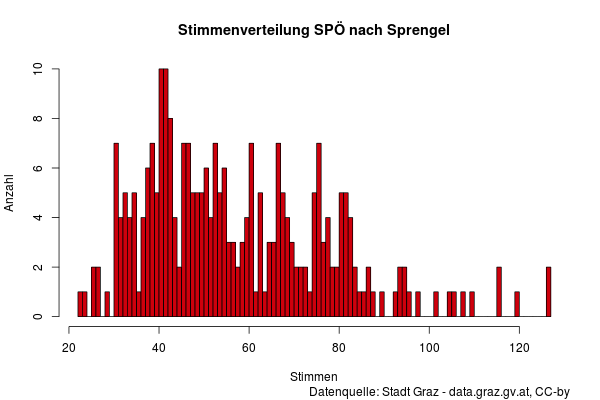 Stimmenverteilung SPÖ nach Sprengel
Anzahl
10
8
6
4
2
0
20 40 60 80 100 120
Stimmen
Datenquelle: Stadt Graz - data.graz.gv.at, CC-by